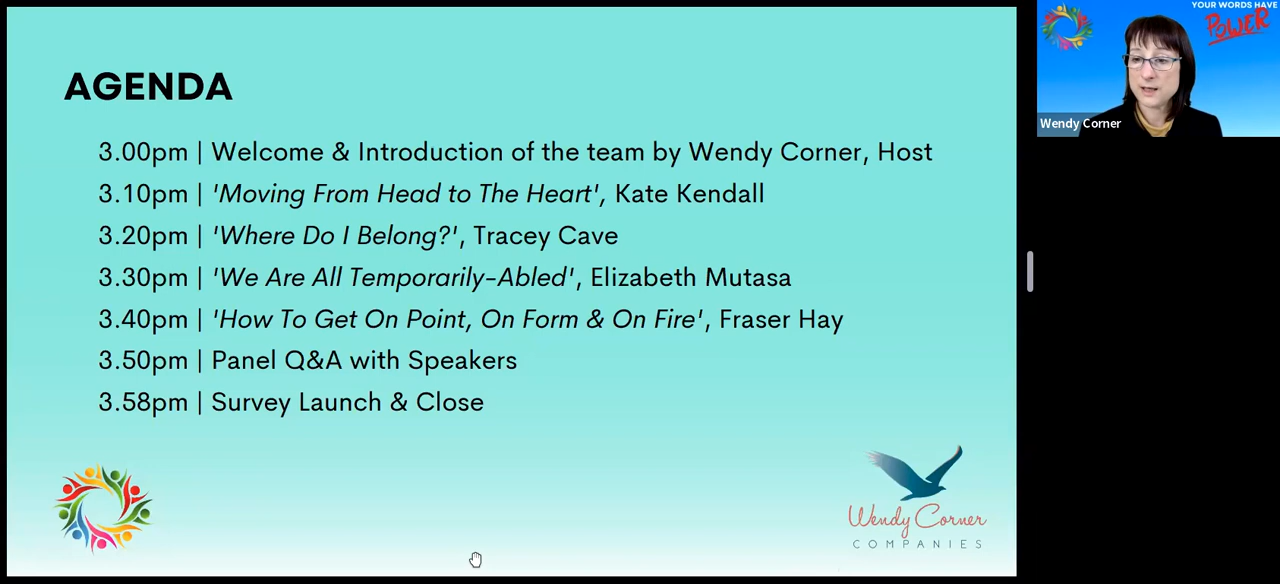 AGENDA
3.00pm | Welcome & Introduction of the team by Wendy Corner, Host
3.10pm | 'Moving From Head to The Heart', Kate Kendall
3.20pm | 'Where Do I Belong?', Tracey Cave
3.30pm | 'We Are All Temporarily-Abled', Elizabeth Mutasa
3.40pm | 'How To Get On Point, On Form & On Fire', Fraser Hay
3.50pm | Panel Q&A with Speakers
3.58pm | Survey Launch & Close
Wendy Corner
COMPANIES
YOUR WORDS HAVE
POWER
Wendy Corner